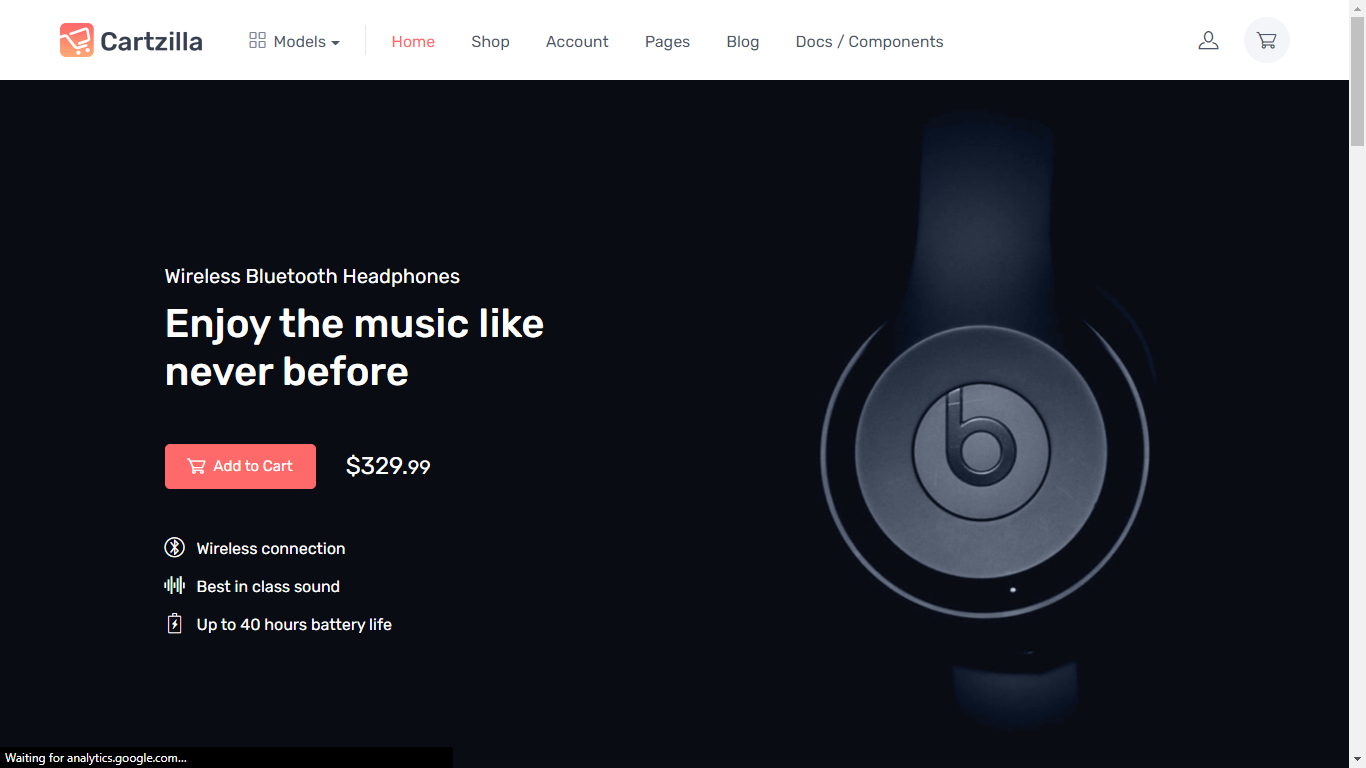 Cartzilla
Models
Home
Shop
Account
Pages
Blog
Docs / Components
Wireless Bluetooth Headphones
Enjoy the music like
never before
Add to Cart
$329.99
Wireless connection
Best in class sound
Up to 40 hours battery life
b
Waiting for analytics.google.com...